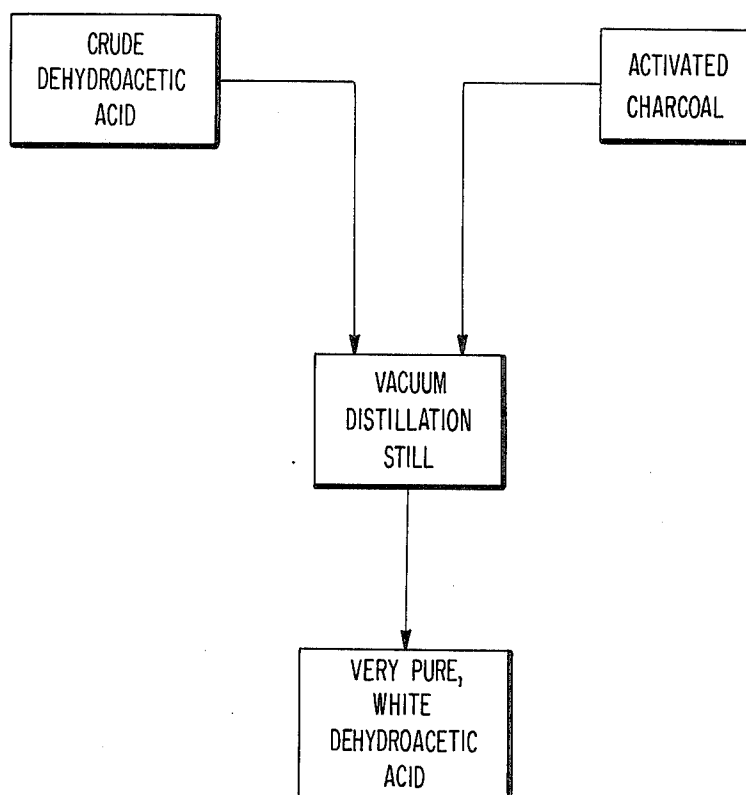 CRUDE
DEHYDROACETIC
ACID
ACTIVATED
CHARCOAL
VACUUM
DISTILLATION
STILL
VERY PURE,
WHITE
DEHYDROACETIC
ACID